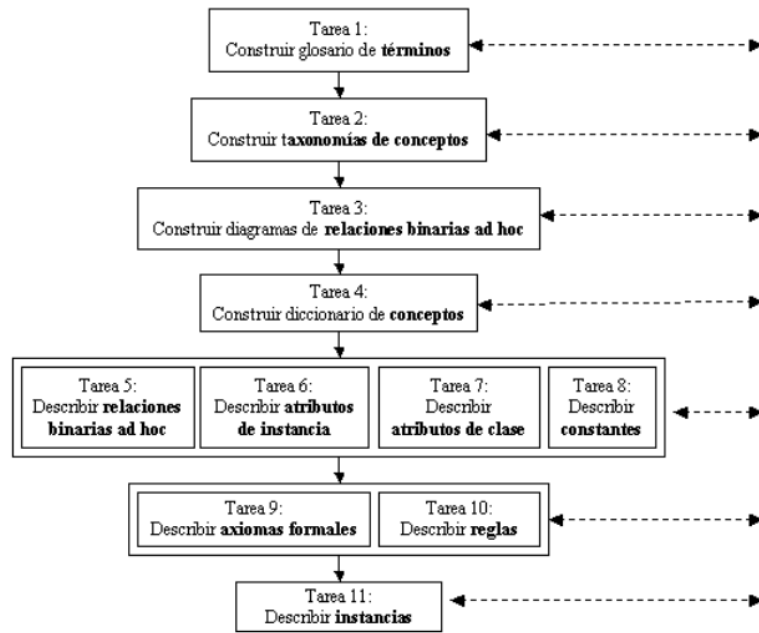 Tarea 1:
Construir glosario de términos
Tarea 2:
Construir taxonomías de conceptos
Tarea 3:
Construir diagramas de relaciones binarias ad hoc
Tarea 4:
Construir diccionario de conceptos
Tarea 5:
Describir relaciones
binarias ad hoc
Tarea 6:
Describir atributos
de instancia
Tarea 7:
Describir
atributos de clase
Tarea 8:
Describir
constantes
Tarea 9:
Describir axiomas formales
Tarea 10:
Describir reglas
Tarea 11:
Describir instancias